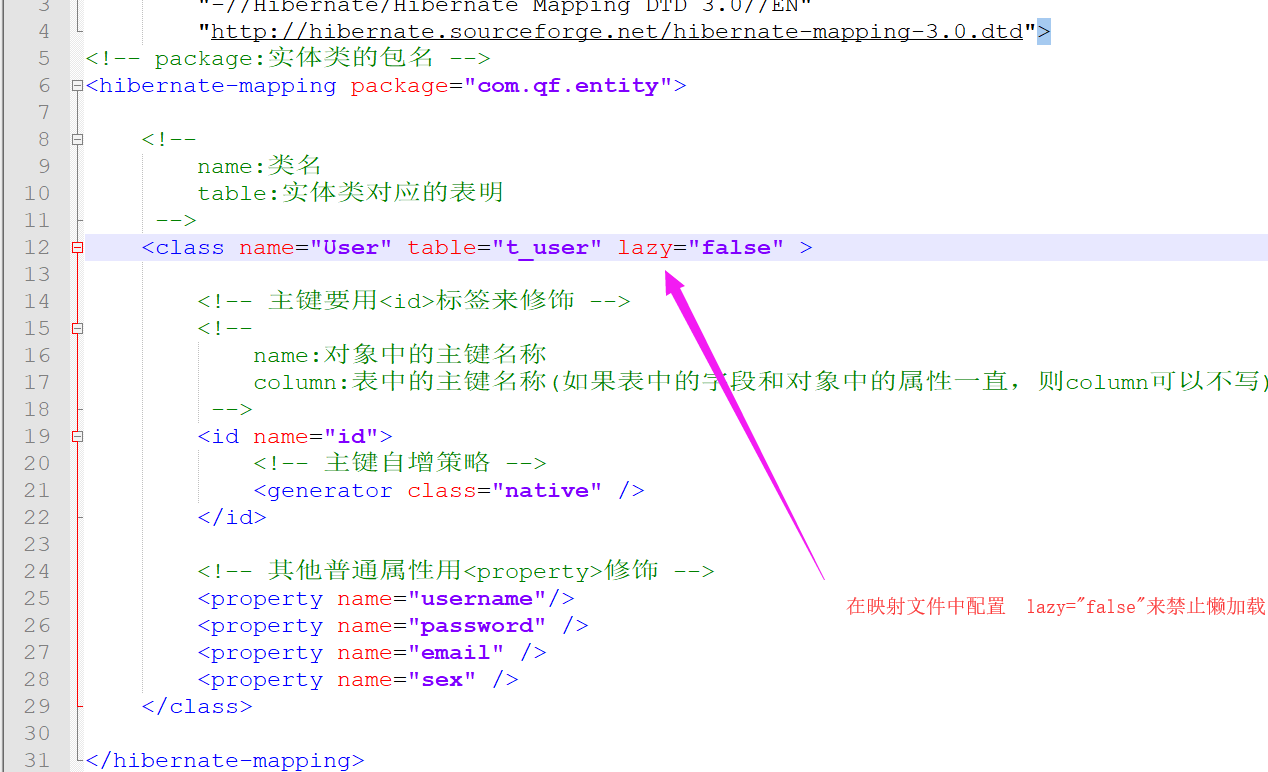 3 "-//Hibernate/Hibernate Mapping DTD 3.0//EN"
4 "http://hibernate.sourceforge.net/hibernate-mapping-3.0.dtd">
5 <!-- package:实体类的包名 -->
6 <hibernate-mapping package="com.qf.entity">
7
8 <!--
9 name:类名
10 table:实体类对应的表明
11 -->
12 <class name="User" table="t_user" lazy="false" >
13
14 <!-- 主键要用<id>标签来修饰 -->
15 <!--
16 name:对象中的主键名称
17 column:表中的主键名称(如果表中的字段和对象中的属性一直，则column可以不写)
18 -->
19 <id name="id">
20 <!-- 主键自增策略 -->
21 <generator class="native" />
22 </id>
23
24 <!-- 其他普通属性用<property>修饰 -->
25 <property name="username"/>
26 <property name="password" />
在映射文件中配置 lazy="false"来禁止懒加载
27 <property name="email" />
28 <property name="sex" />
29 </class>
30
31 </hibernate-mapping>